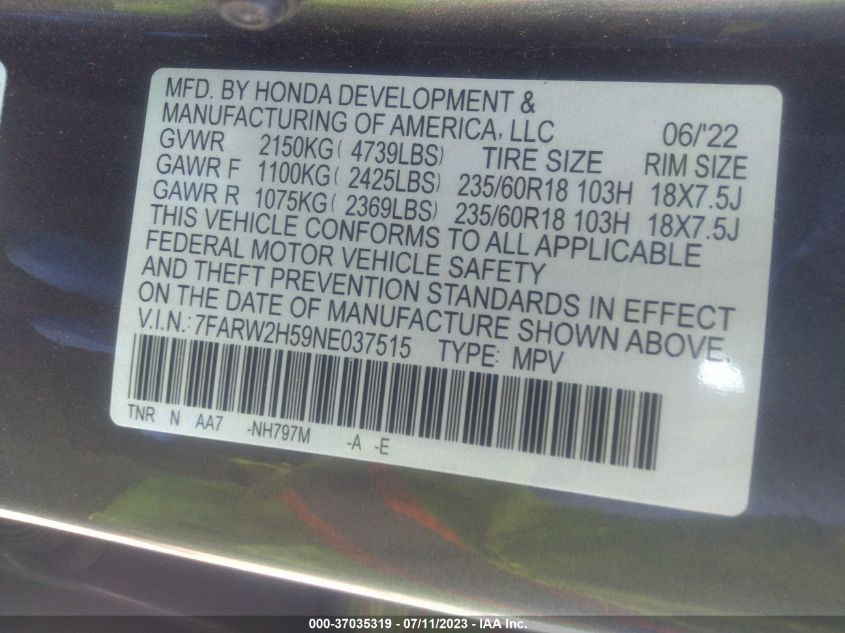 MFD. BY HONDA DEVELOPMENT &
MANUFACTURING OF AMERICA, LLC 06/'22
GVWR 2150KG( 4739LBS) TIRE SIZE RIM SIZE
GAWR F 1100KG( 2425LBS) 235/60R18 103H 18X7.5J
GAWR R 1075KG( 2369LBS) 235/60R18 103H 18X7.5J
THIS VEHICLE CONFORMS TO ALL APPLICABLE
FEDERAL MOTOR VEHICLE SAFETY
AND THEFT PREVENTION STANDARDS IN EFFECT
ON THE DATE OF MANUFACTURE SHOWN ABOVE.
V.I.N.: 7FARW2H59NE037515 TYPE: MPV
TNR N AA7 -NH797M -A -E
000-37035319 - 07/11/2023 - IAA Inc.